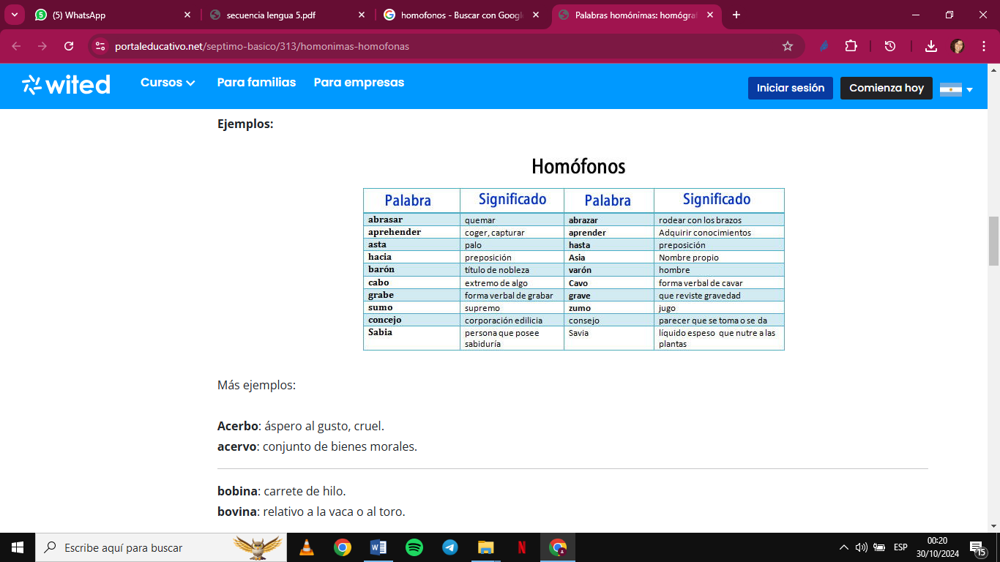 (5) WhatsApp
secuencia lengua 5.pdf
homofonos - Buscar con Googl
Palabras homónimas: homógraf
portaleducativo.net/septimo-basico/313/homonimas-homofonas
wited
Cursos
Para familias
Para empresas
Iniciar sesión
Comienza hoy
Ejemplos:
Homófonos
Palabra Significado Palabra Significado
abrasar quemar abrazar rodear con los brazos
aprehender coger, capturar aprender Adquirir conocimientos
asta palo hasta preposición
hacia preposición Asia Nombre propio
barón título de nobleza varón hombre
cabo extremo de algo Cavo forma verbal de cavar
grabe forma verbal de grabar grave que reviste gravedad
sumo supremo zumo jugo
concejo corporación edilicia consejo parecer que se toma o se da
Sabia persona que posee sabiduría Savia líquido espeso que nutre a las plantas
Más ejemplos:
Acerbo: áspero al gusto, cruel.
acervo: conjunto de bienes morales.
bobina: carrete de hilo.
bovina: relativo a la vaca o al toro.
Escribe aquí para buscar
ESP
00:20
30/10/2024
15